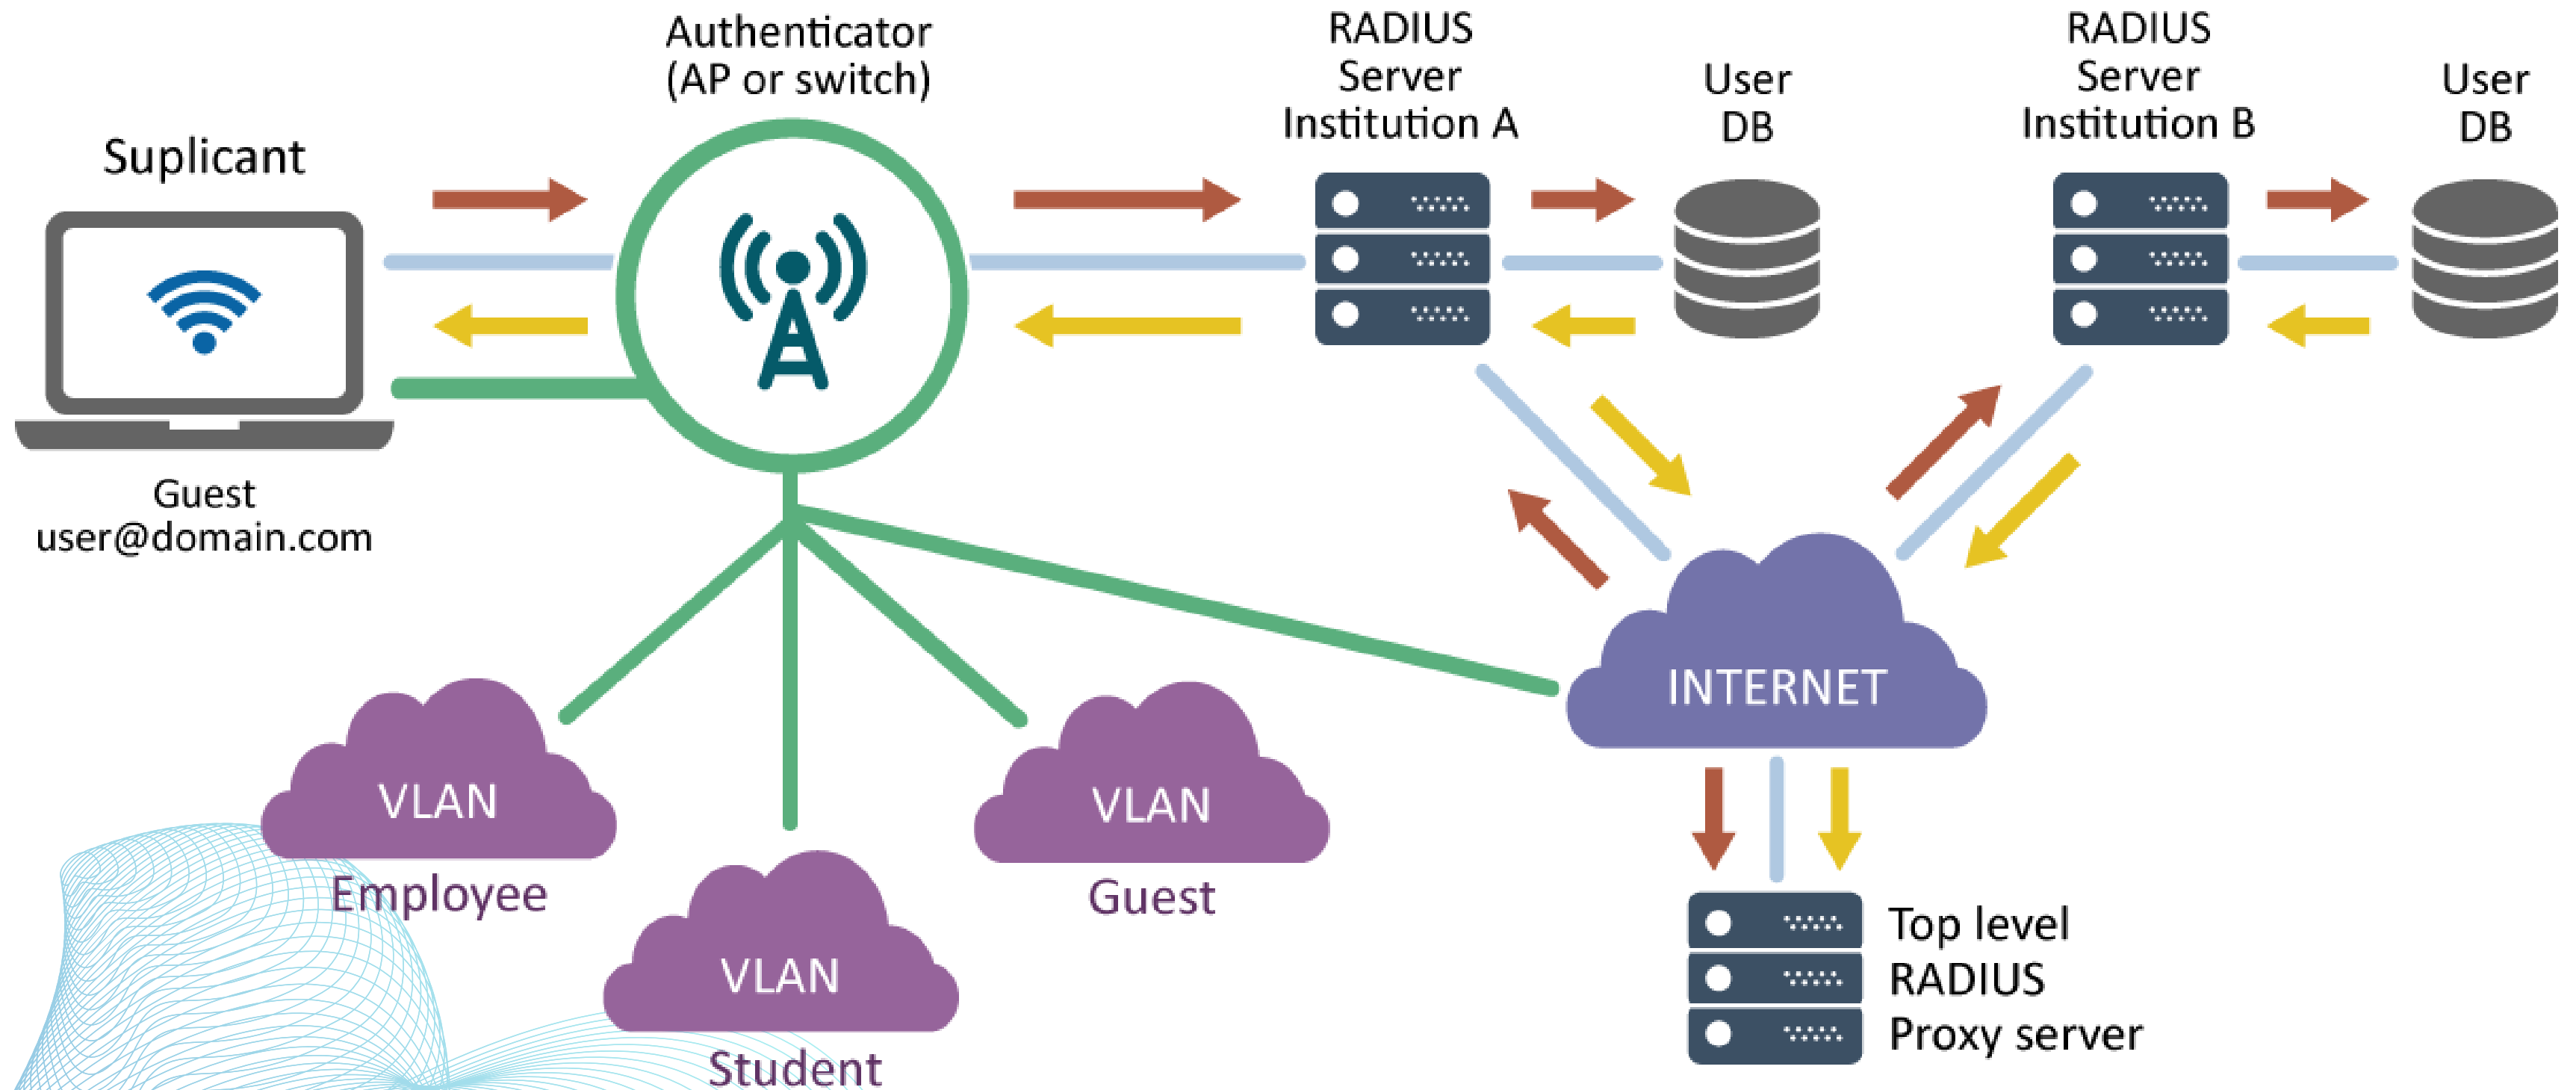 Authenticator
(AP or switch)
RADIUS
Server
Institution A
User
DB
RADIUS
Server
Institution B
User
DB
Suplicant
Guest
user@domain.com
INTERNET
VLAN
Employee
VLAN
Guest
VLAN
Student
Top level
RADIUS
Proxy server